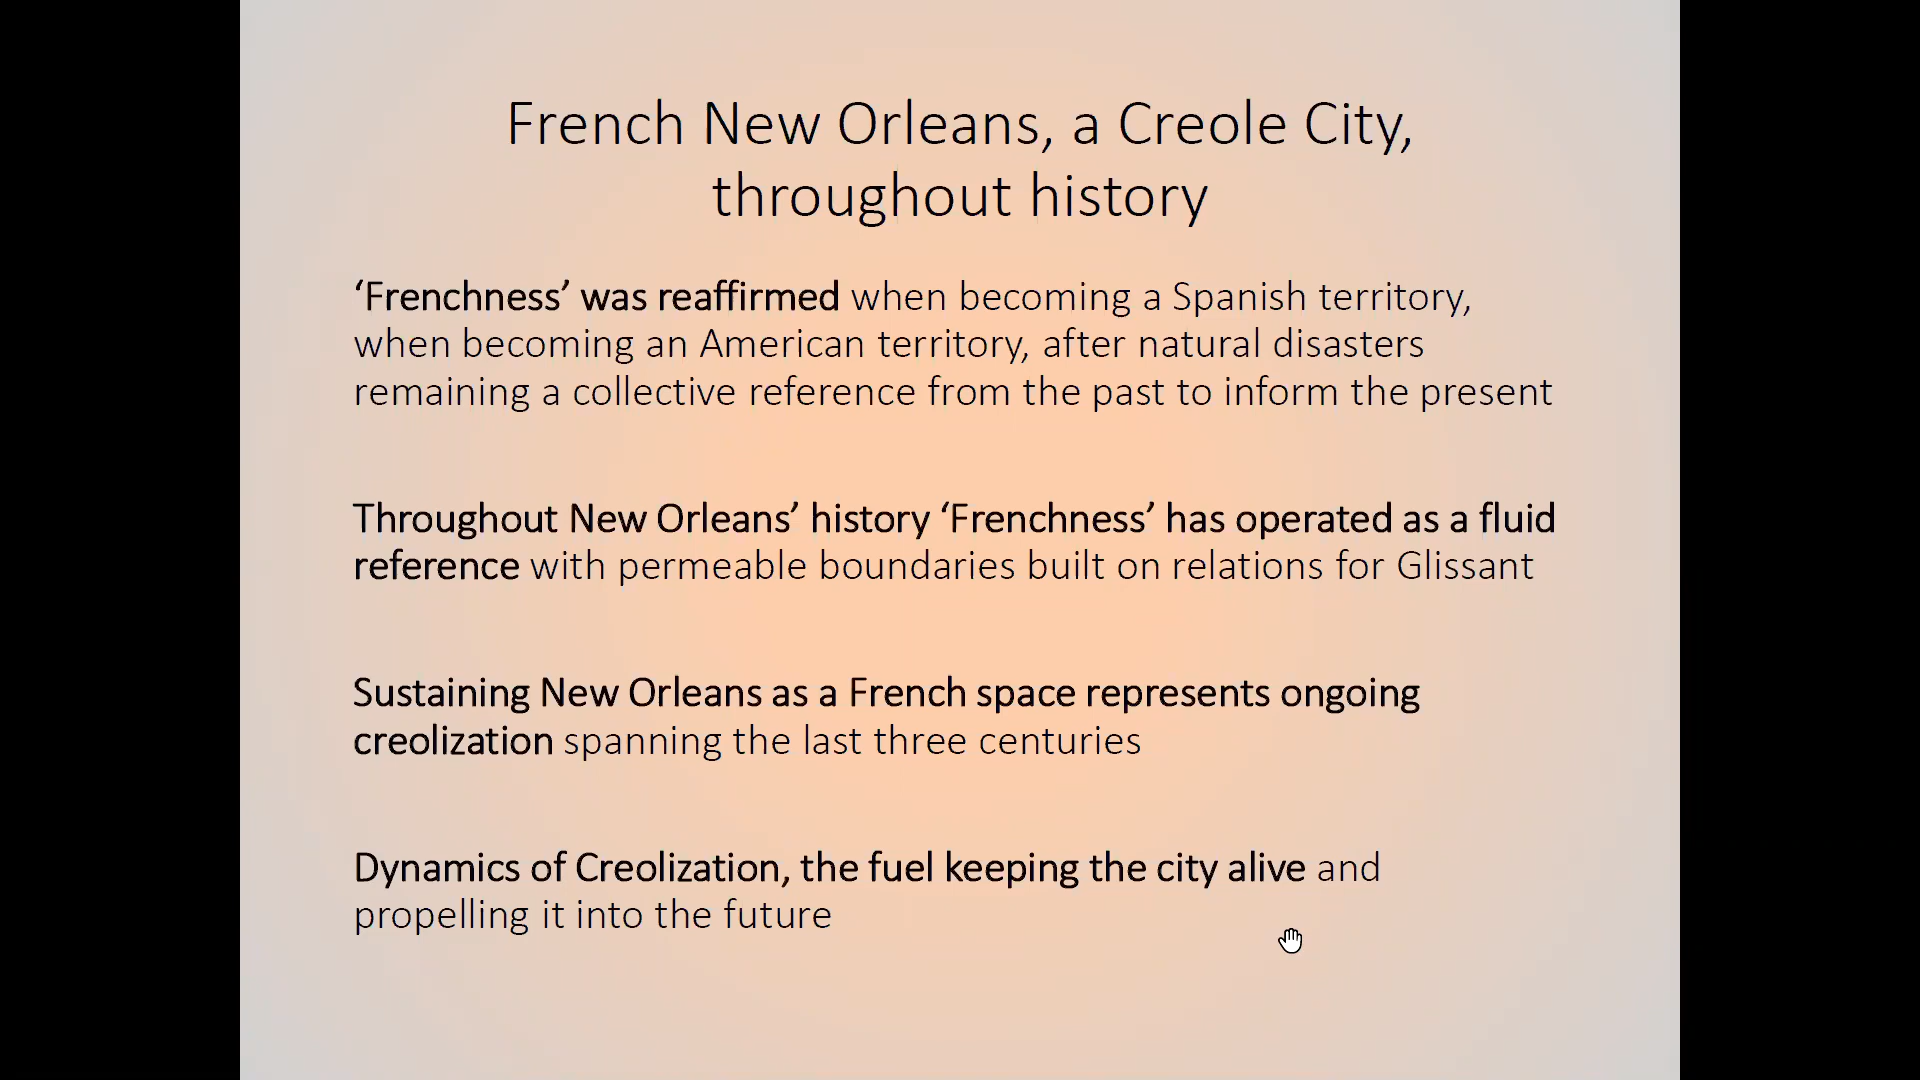 French New Orleans, a Creole City,
throughout history
‘Frenchness’ was reaffirmed when becoming a Spanish territory,
when becoming an American territory, after natural disasters
remaining a collective reference from the past to inform the present
Throughout New Orleans’ history ‘Frenchness’ has operated as a fluid
reference with permeable boundaries built on relations for Glissant
Sustaining New Orleans as a French space represents ongoing
creolization spanning the last three centuries
Dynamics of Creolization, the fuel keeping the city alive and
propelling it into the future